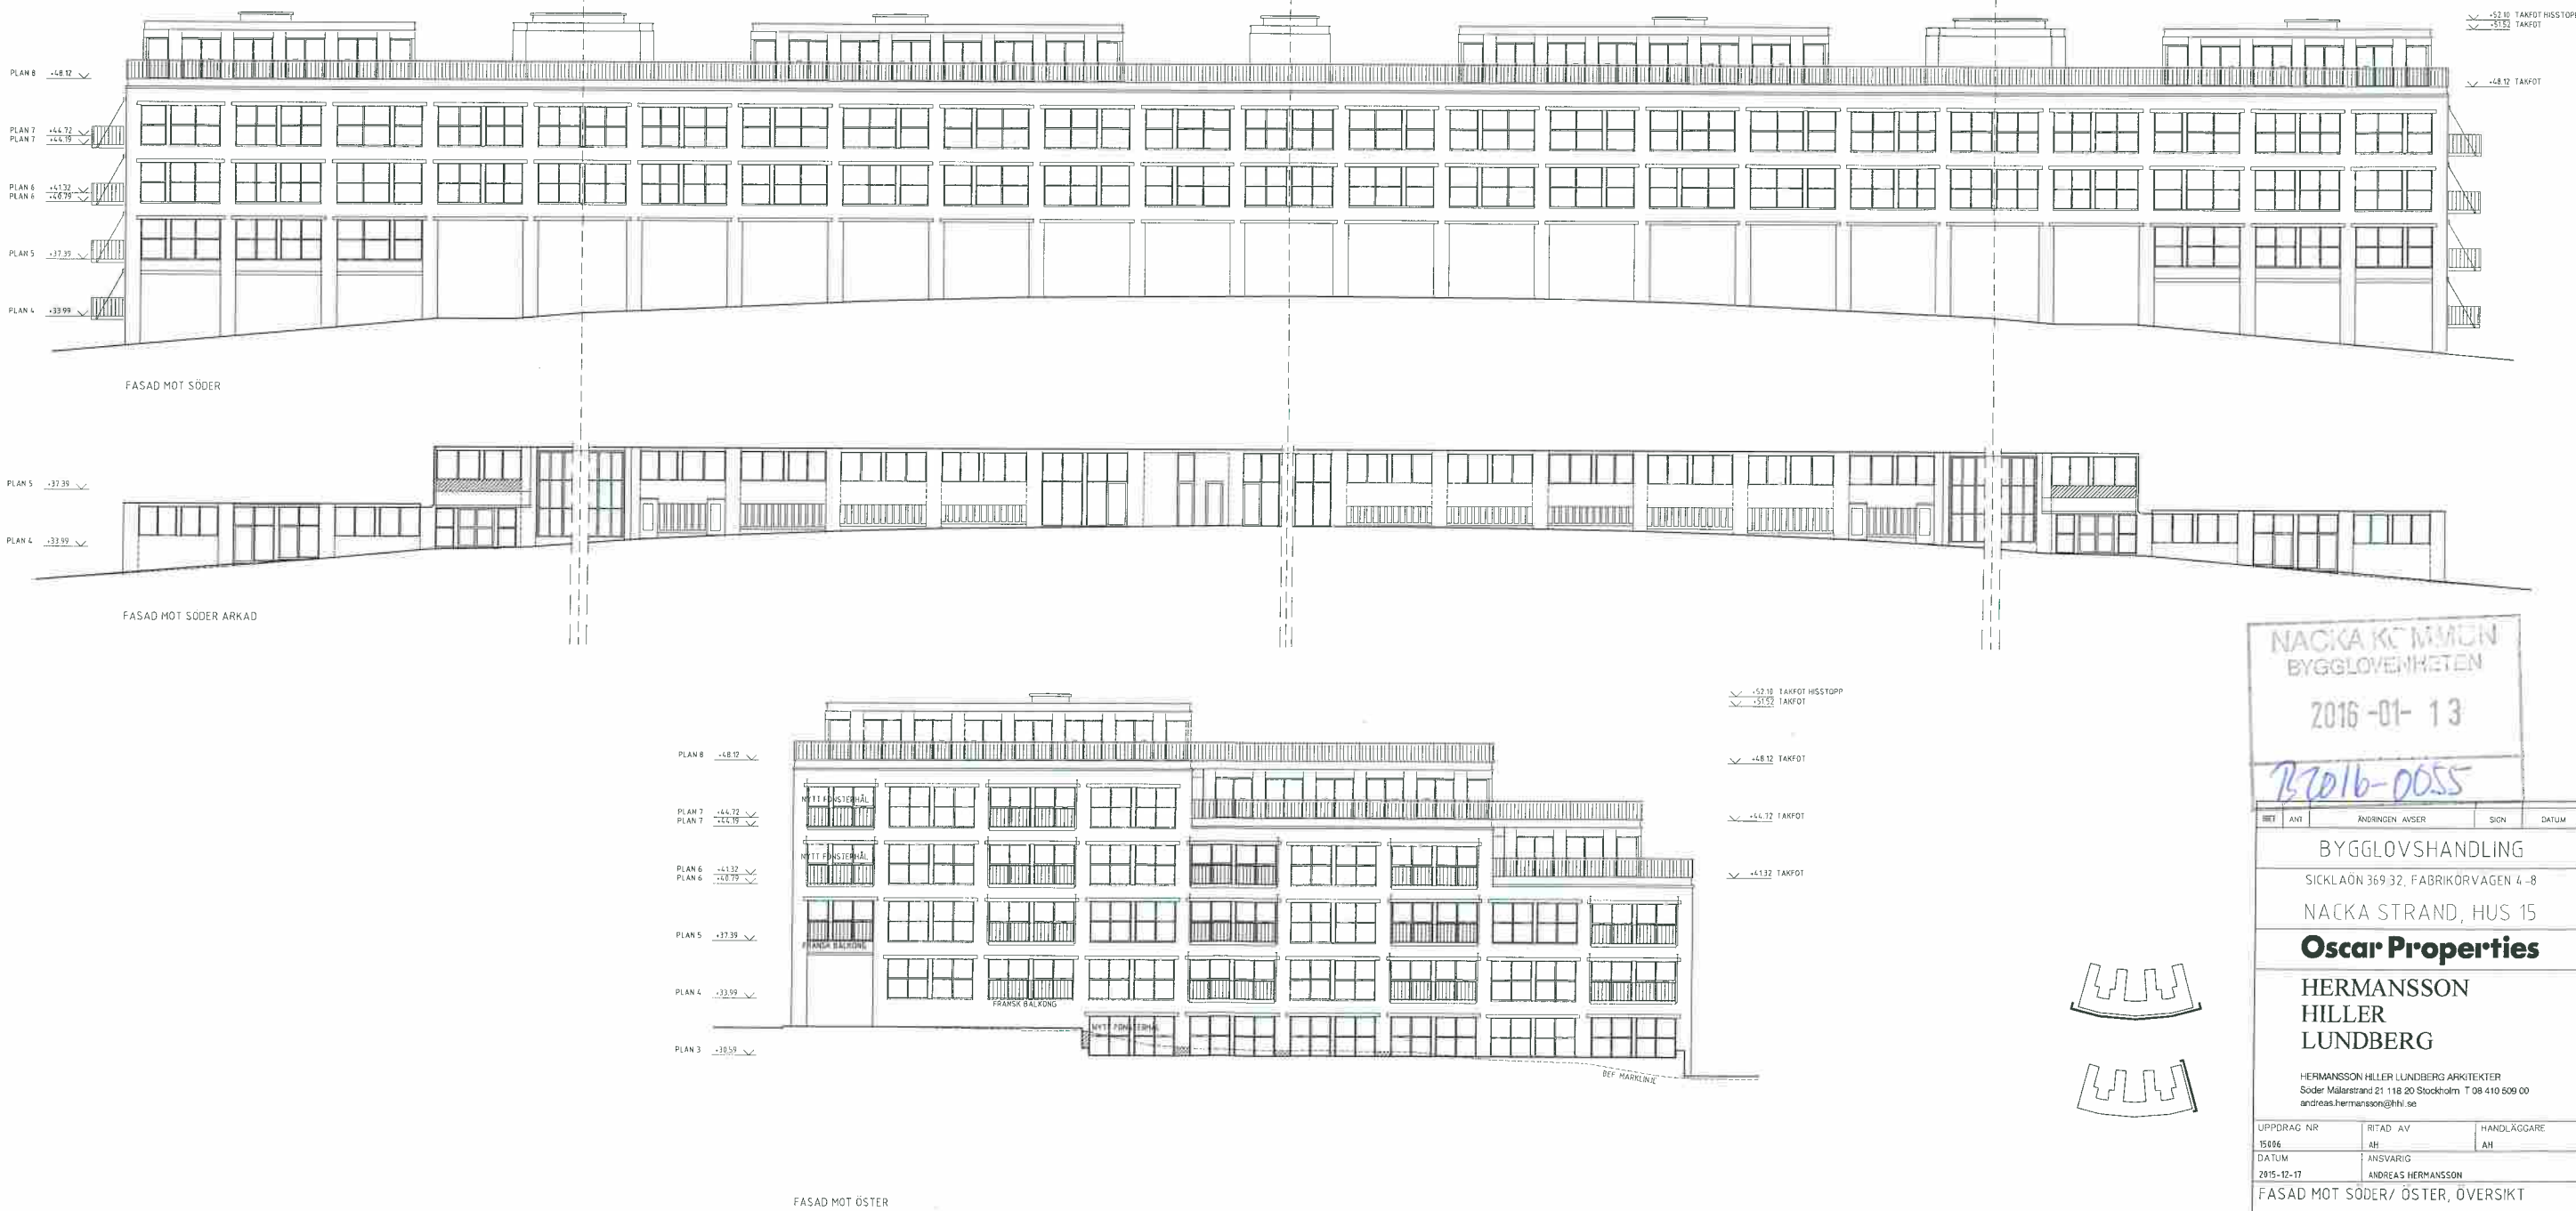 +52.10 TAKFOT HISSTOPP
+51.52 TAKFOT
PLAN 8 +48.12
+48.12 TAKFOT
PLAN 7 +44.72
PLAN 7 +44.19
PLAN 6 +41.32
PLAN 6 +40.79
PLAN 5 +37.39
PLAN 4 +33.99
FASAD MOT SÖDER
PLAN 5 +37.39
PLAN 4 +33.99
FASAD MOT SÖDER ARKAD
NACKA KOMMUN
BYGGLOVENHETEN
2016-01-13
B2016-0055
+52.10 TAKFOT HISSTOPP
+51.52 TAKFOT
PLAN 8 +48.12
+48.12 TAKFOT
NYTT FÖNSTERHÅL
PLAN 7 +44.72
PLAN 7 +44.19
+44.72 TAKFOT
NYTT FÖNSTERHÅL
PLAN 6 +41.32
PLAN 6 +40.79
+41.32 TAKFOT
PLAN 5 +37.39
FRANSK BALKONG
PLAN 4 +33.99
FRANSK BALKONG
NYTT FÖNSTERHÅL
PLAN 3 +30.59
BEF MARKLINJE
FASAD MOT ÖSTER
BET ANT ÄNDRINGEN AVSER SIGN DATUM
BYGGLOVSHANDLING
SICKLAÖN 369:32, FABRIKÖRVÄGEN 4-8
NACKA STRAND, HUS 15
Oscar Properties
HERMANSSON
HILLER
LUNDBERG
HERMANSSON HILLER LUNDBERG ARKITEKTER
Söder Mälarstrand 21 118 20 Stockholm T 08 410 509 00
andreas.hermansson@hhl.se
UPPDRAG NR RITAD AV HANDLÄGGARE
15006 AH AH
DATUM ANSVARIG
2015-12-17 ANDREAS HERMANSSON
FASAD MOT SÖDER/ ÖSTER, ÖVERSIKT